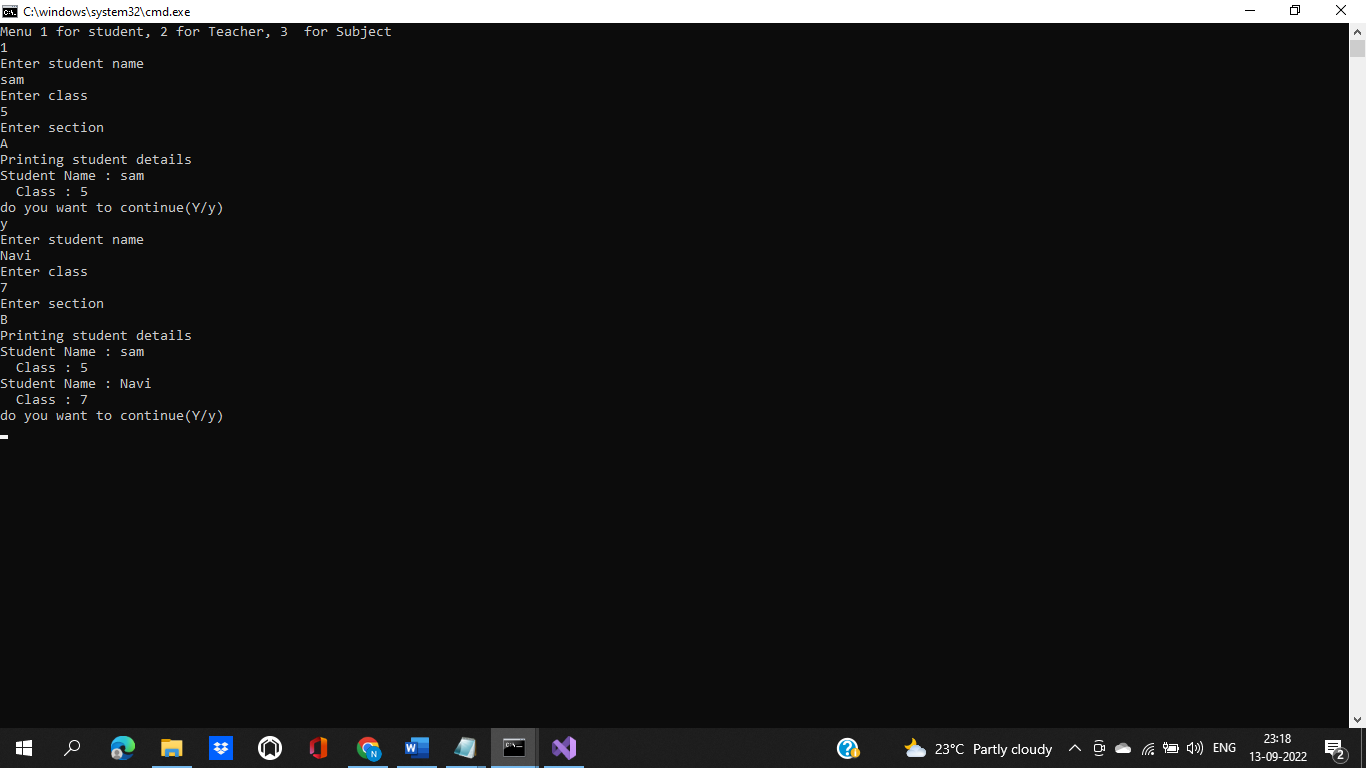 C:\windows\system32\cmd.exe
Menu 1 for student, 2 for Teacher, 3  for Subject
1
Enter student name
sam
Enter class
5
Enter section
A
Printing student details
Student Name : sam
  Class : 5
do you want to continue(Y/y)
y
Enter student name
Navi
Enter class
7
Enter section
B
Printing student details
Student Name : sam
  Class : 5
Student Name : Navi
  Class : 7
do you want to continue(Y/y)
23°C Partly cloudy
ENG
23:18
13-09-2022
2